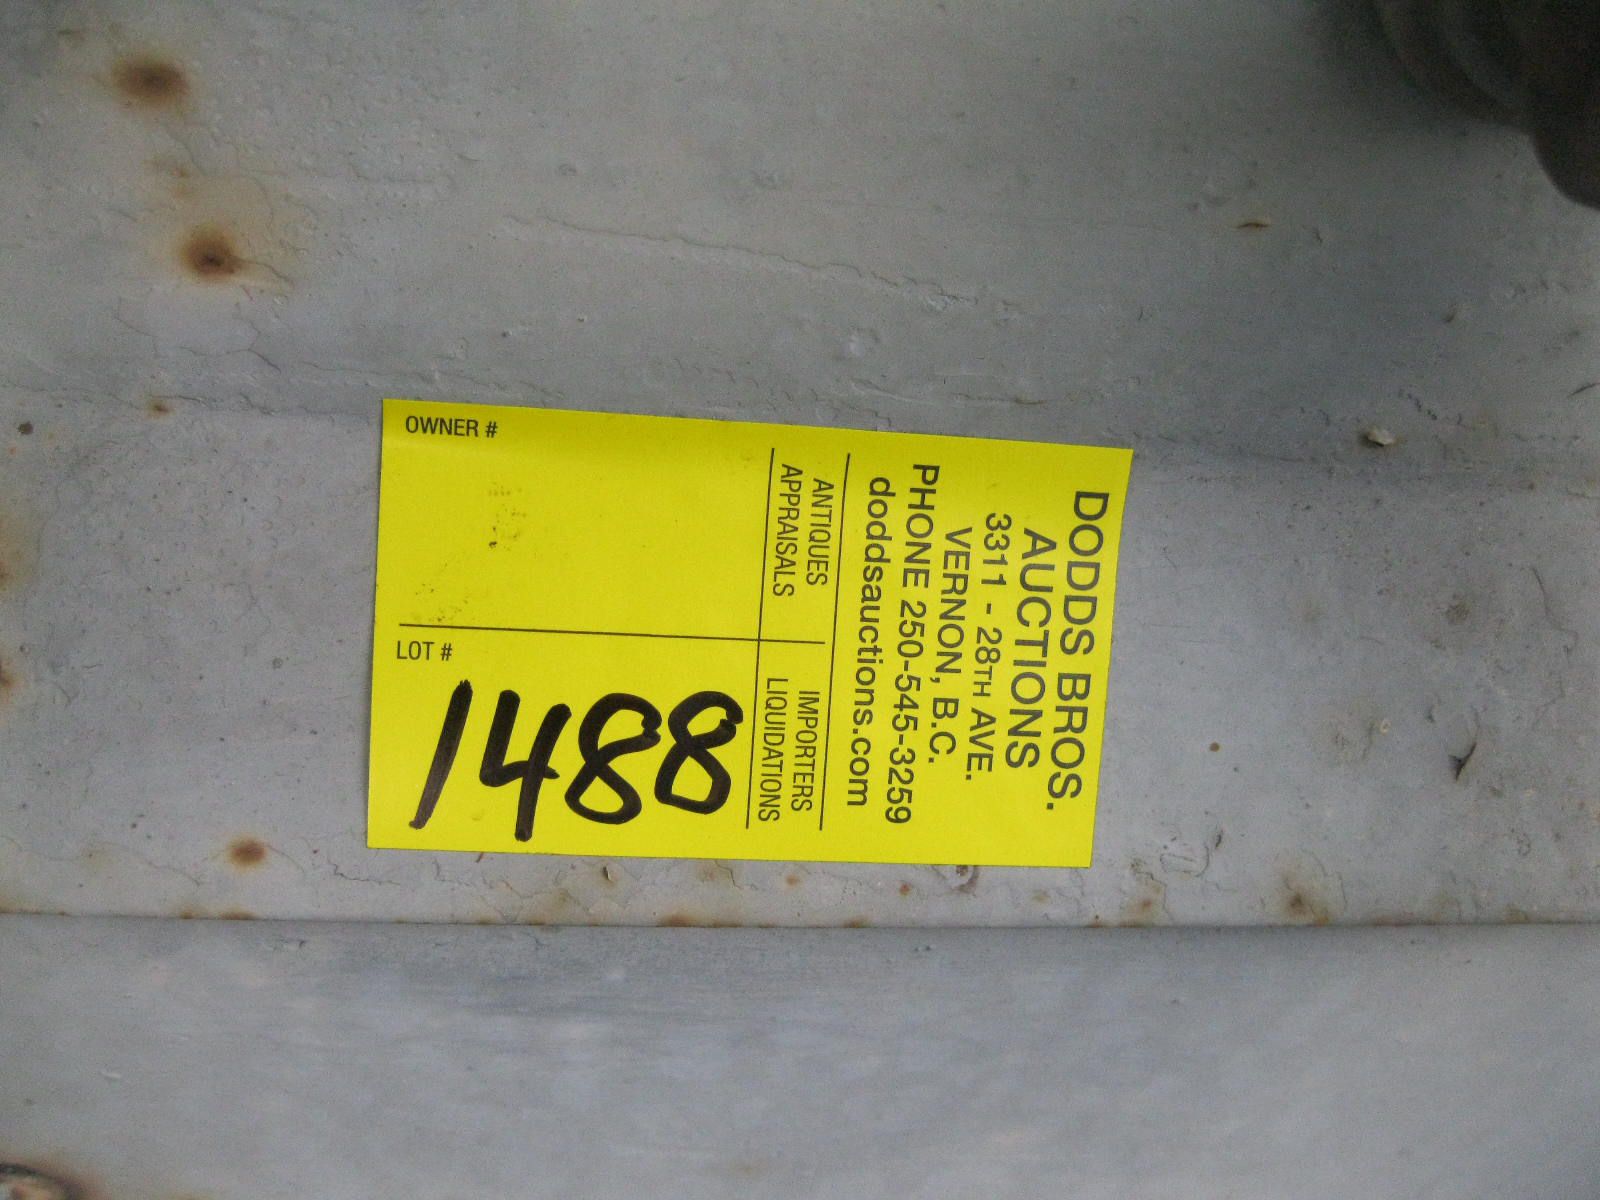 DODDS BROS.
AUCTIONS
3311 - 28TH AVE.
VERNON, B.C.
PHONE 250-545-3259
doddsauctions.com
ANTIQUES
APPRAISALS
IMPORTERS
LIQUIDATIONS
OWNER #
LOT #
1488